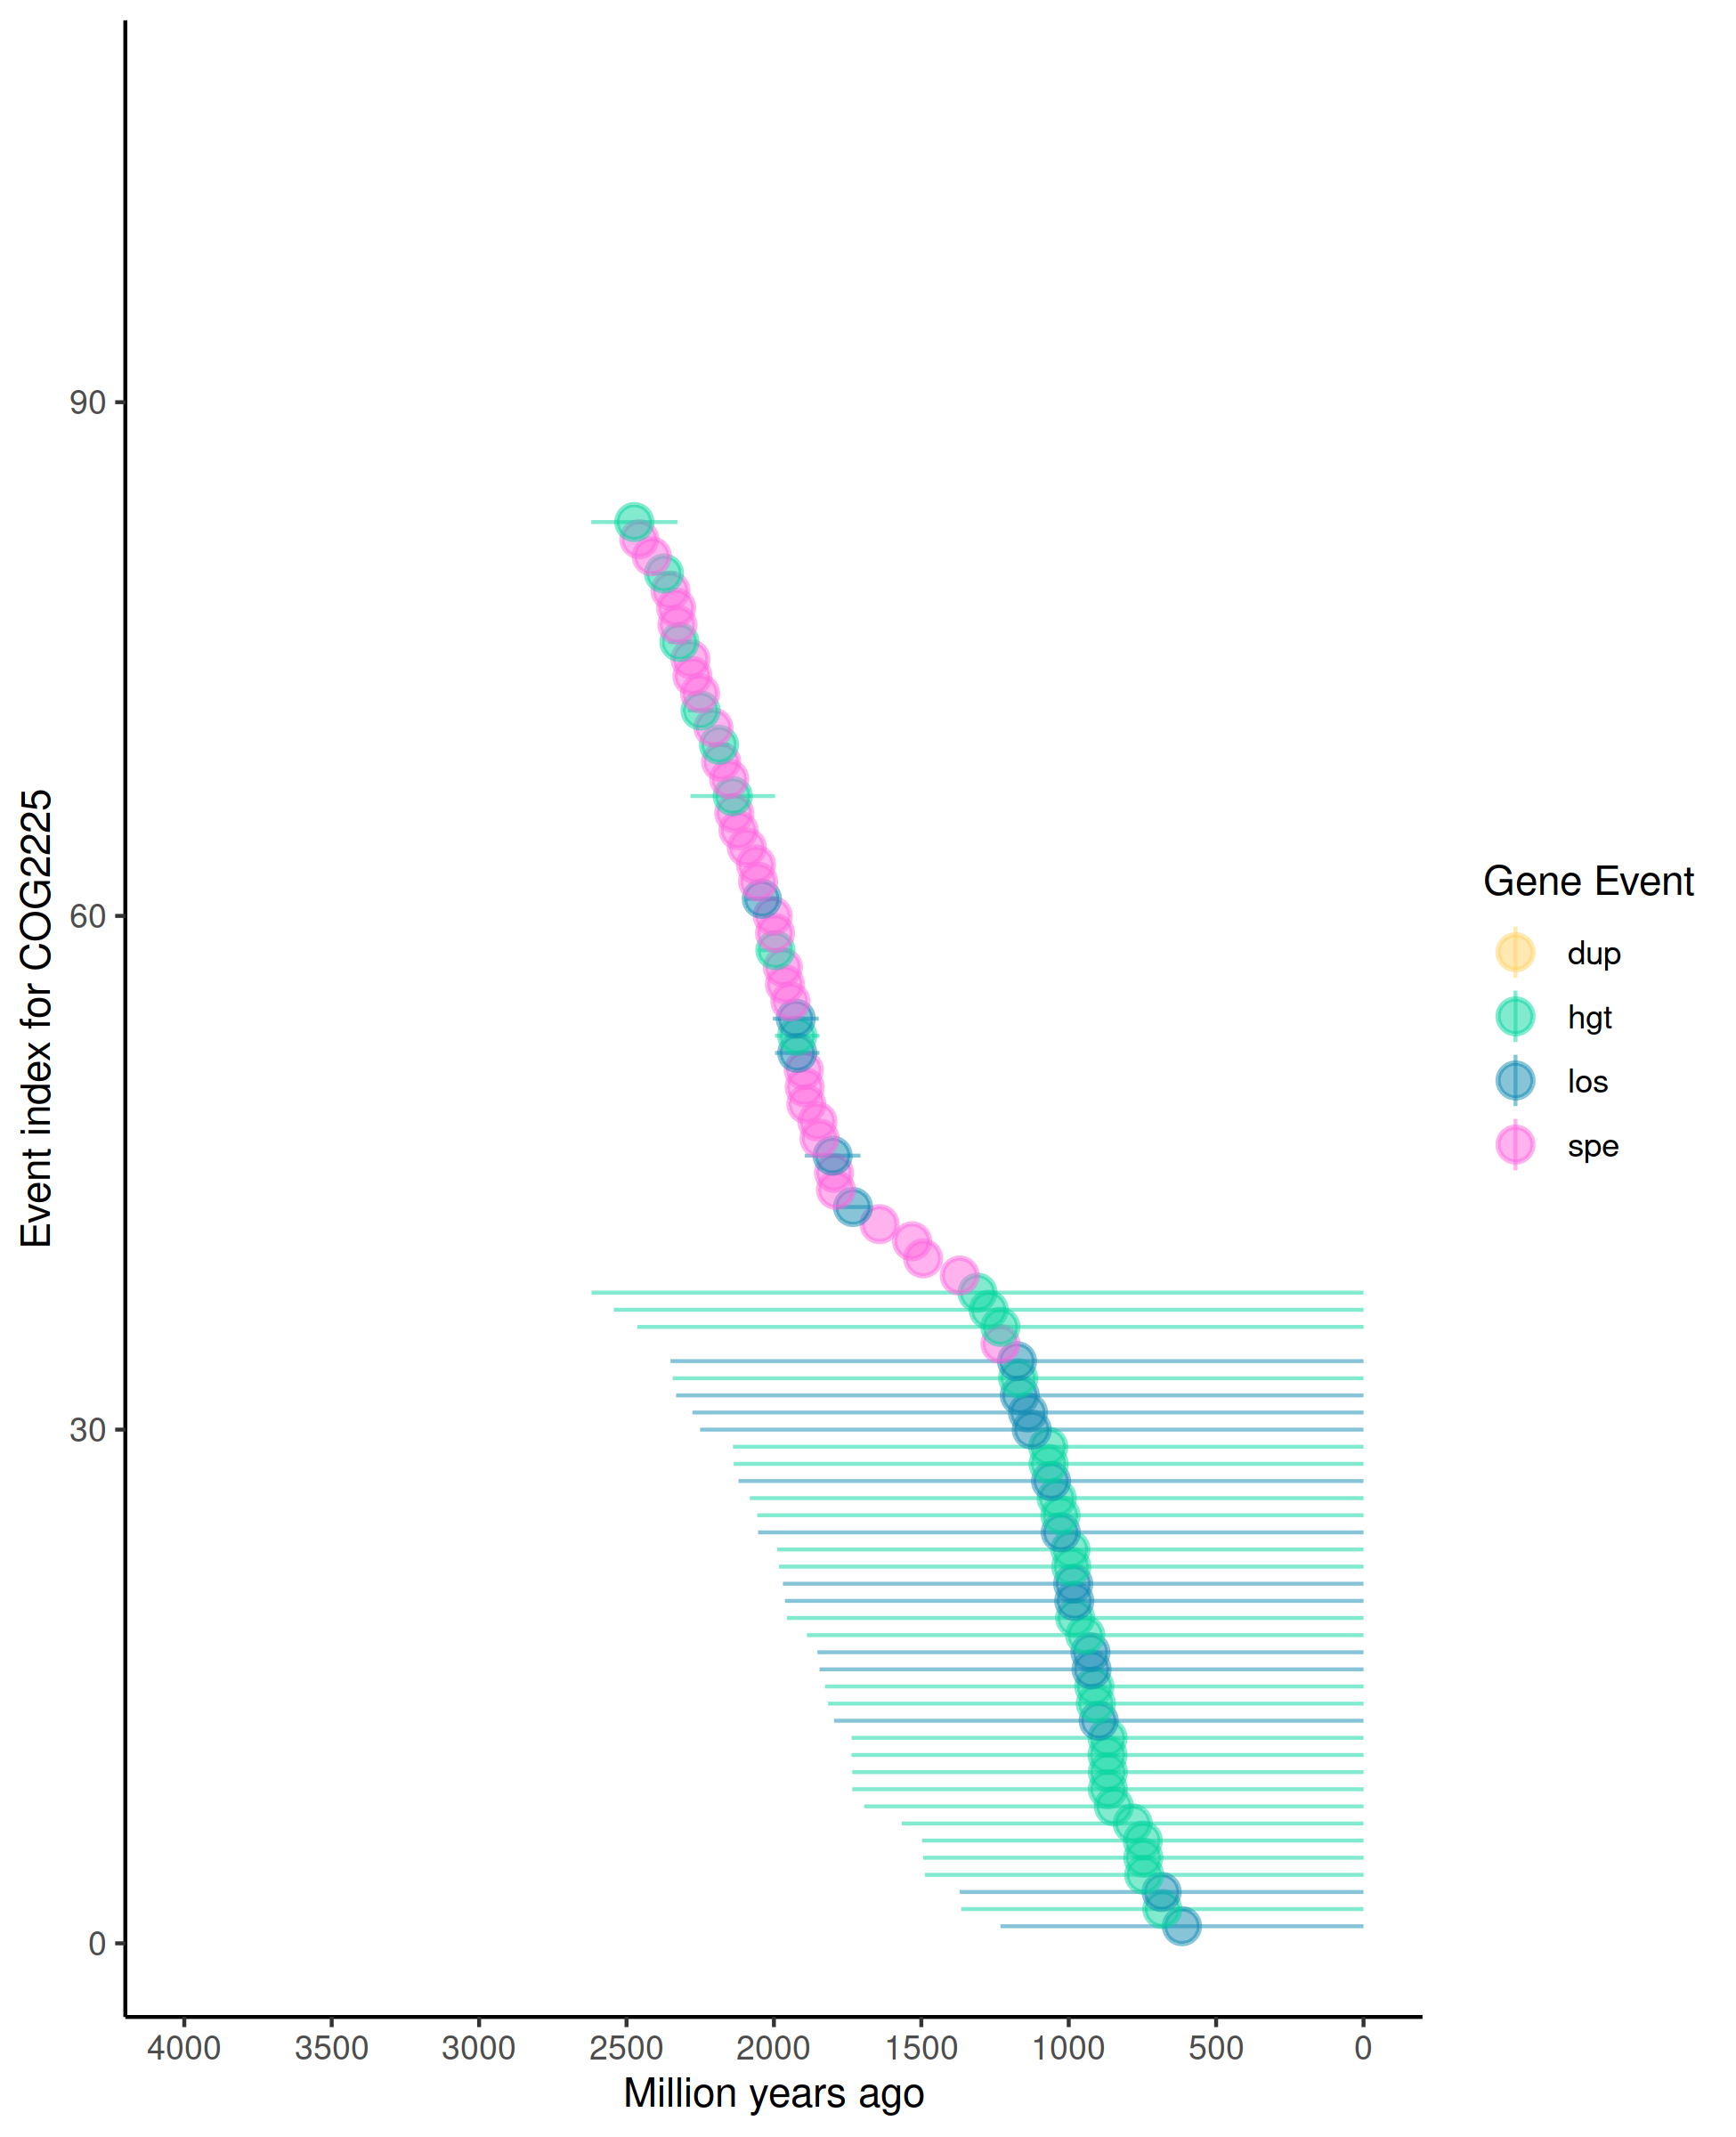 Event index for COG2225
90
60
30
0
4000 3500 3000 2500 2000 1500 1000 500 0
Million years ago
Gene Event
dup
hgt
los
spe